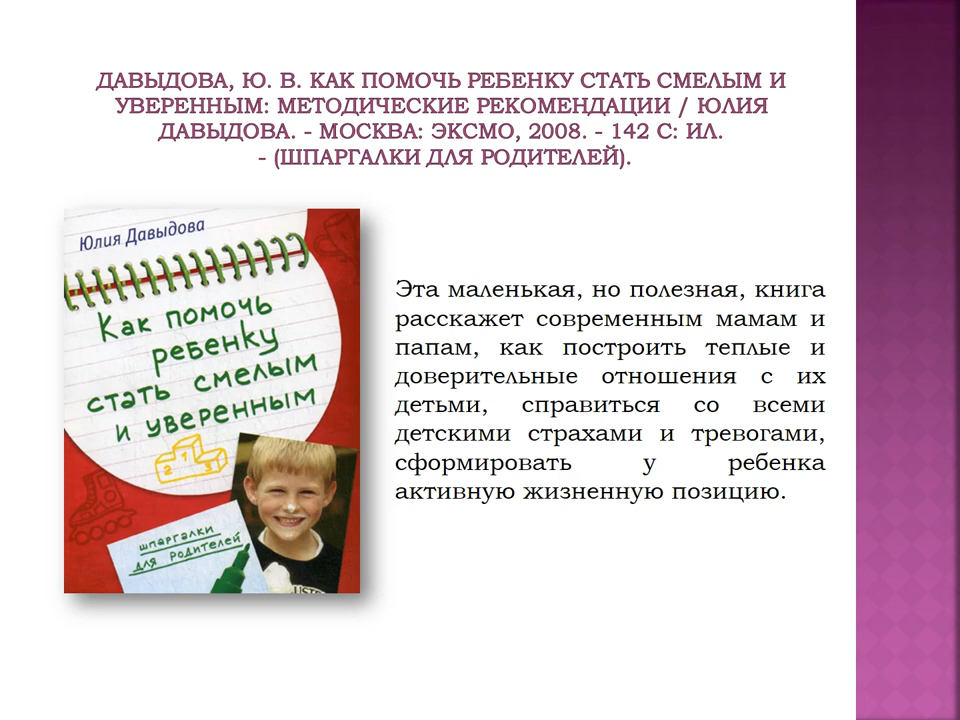 ДАВЫДОВА, Ю. В. КАК ПОМОЧЬ РЕБЕНКУ СТАТЬ СМЕЛЫМ И
УВЕРЕННЫМ: МЕТОДИЧЕСКИЕ РЕКОМЕНДАЦИИ / ЮЛИЯ
ДАВЫДОВА. - МОСКВА: ЭКСМО, 2008. - 142 С: ИЛ.
- (ШПАРГАЛКИ ДЛЯ РОДИТЕЛЕЙ).
Юлия Давыдова
Как помочь
ребенку
стать смелым
и уверенным
1
2
3
шпаргалки
для родителей
Эта маленькая, но полезная, книга
расскажет современным мамам и
папам, как построить теплые и
доверительные отношения с их
детьми, справиться со всеми
детскими страхами и тревогами,
сформировать у ребенка
активную жизненную позицию.